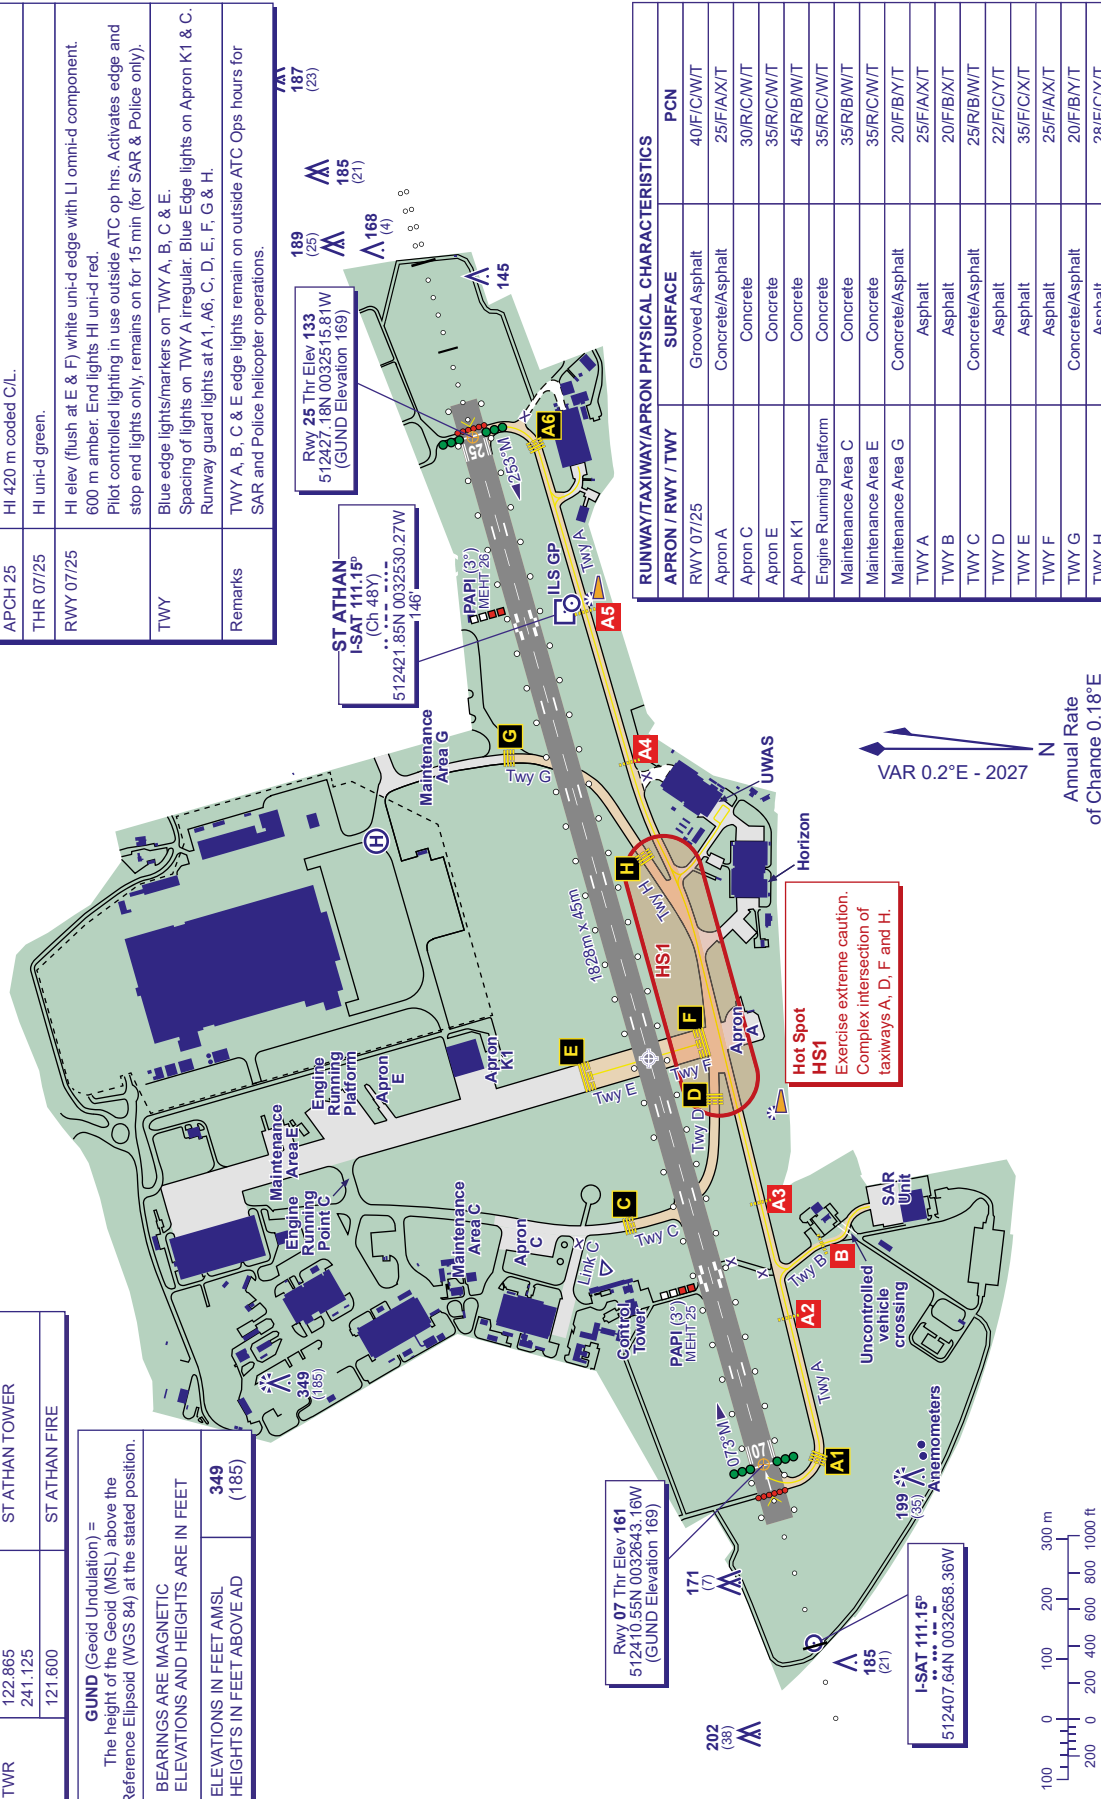 TWR
122.865
241.125
ST ATHAN TOWER
121.600
ST ATHAN FIRE
GUND (Geoid Undulation) =
The height of the Geoid (MSL) above the
Reference Elipsoid (WGS 84) at the stated position.
BEARINGS ARE MAGNETIC
ELEVATIONS AND HEIGHTS ARE IN FEET
ELEVATIONS IN FEET AMSL
HEIGHTS IN FEET ABOVE AD
349
(185)
APCH 25
HI 420 m coded C/L.
THR 07/25
HI uni-d green.
RWY 07/25
HI elev (flush at E & F) white uni-d edge with LI omni-d component.
600 m amber. End lights HI uni-d red.
Pilot controlled lighting in use outside ATC op hrs. Activates edge and
stop end lights only, remains on for 15 min (for SAR & Police only).
TWY
Blue edge lights/markers on TWY A, B, C & E.
Spacing of lights on TWY A irregular. Blue Edge lights on Apron K1 & C.
Runway guard lights at A1, A6, C, D, E, F, G & H.
Remarks
TWY A, B, C & E edge lights remain on outside ATC Ops hours for
SAR and Police helicopter operations.
187
(23)
185
(21)
189
(25)
168
(4)
145
Rwy 25 Thr Elev 133
512427.18N 0032515.81W
(GUND Elevation 169)
ST ATHAN
I-SAT 111.15D
(Ch 48Y)
512421.85N 0032530.27W
146'
PAPI (3°)
MEHT 26
ILS GP
253°M
25
A6
Twy A
A5
A4
Maintenance
Area G
G
Twy G
H
UWAS
Horizon
H
Twy H
1828m x 45m
HS1
F
Twy F
Apron
A
D
Twy D
E
Twy E
Apron
K1
Apron
E
Engine
Running
Platform
Maintenance
Area-E
Engine
Running
Point C
Maintenance
Area C
Apron
C
C
Twy C
Link C
Control
Tower
PAPI (3°)
MEHT 25
A3
SAR
Unit
B
Twy B
Uncontrolled
vehicle
crossing
A2
Twy A
A1
073°M
07
349
(185)
Anemometers
199
(35)
Rwy 07 Thr Elev 161
512410.55N 0032643.16W
(GUND Elevation 169)
171
(7)
202
(38)
185
(21)
I-SAT 111.15D
512407.64N 0032658.36W
Hot Spot
HS1
Exercise extreme caution.
Complex intersection of
taxiways A, D, F and H.
VAR 0.2°E - 2027
N
Annual Rate
of Change 0.18°E
100 0 100 200 300 m
200 0 200 400 600 800 1000 ft
RUNWAY/TAXIWAY/APRON PHYSICAL CHARACTERISTICS
APRON / RWY / TWY SURFACE PCN
RWY 07/25 Grooved Asphalt 40/F/C/W/T
Apron A Concrete/Asphalt 25/F/A/X/T
Apron C Concrete 30/R/C/W/T
Apron E Concrete 35/R/C/W/T
Apron K1 Concrete 45/R/B/W/T
Engine Running Platform Concrete 35/R/C/W/T
Maintenance Area C Concrete 35/R/B/W/T
Maintenance Area E Concrete 35/R/C/W/T
Maintenance Area G Concrete/Asphalt 20/F/B/Y/T
TWY A Asphalt 25/F/A/X/T
TWY B Asphalt 20/F/B/X/T
TWY C Concrete/Asphalt 25/R/B/W/T
TWY D Asphalt 22/F/C/Y/T
TWY E Asphalt 35/F/C/X/T
TWY F Asphalt 25/F/A/X/T
TWY G Concrete/Asphalt 20/F/B/Y/T
TWY H Asphalt 28/F/C/Y/T